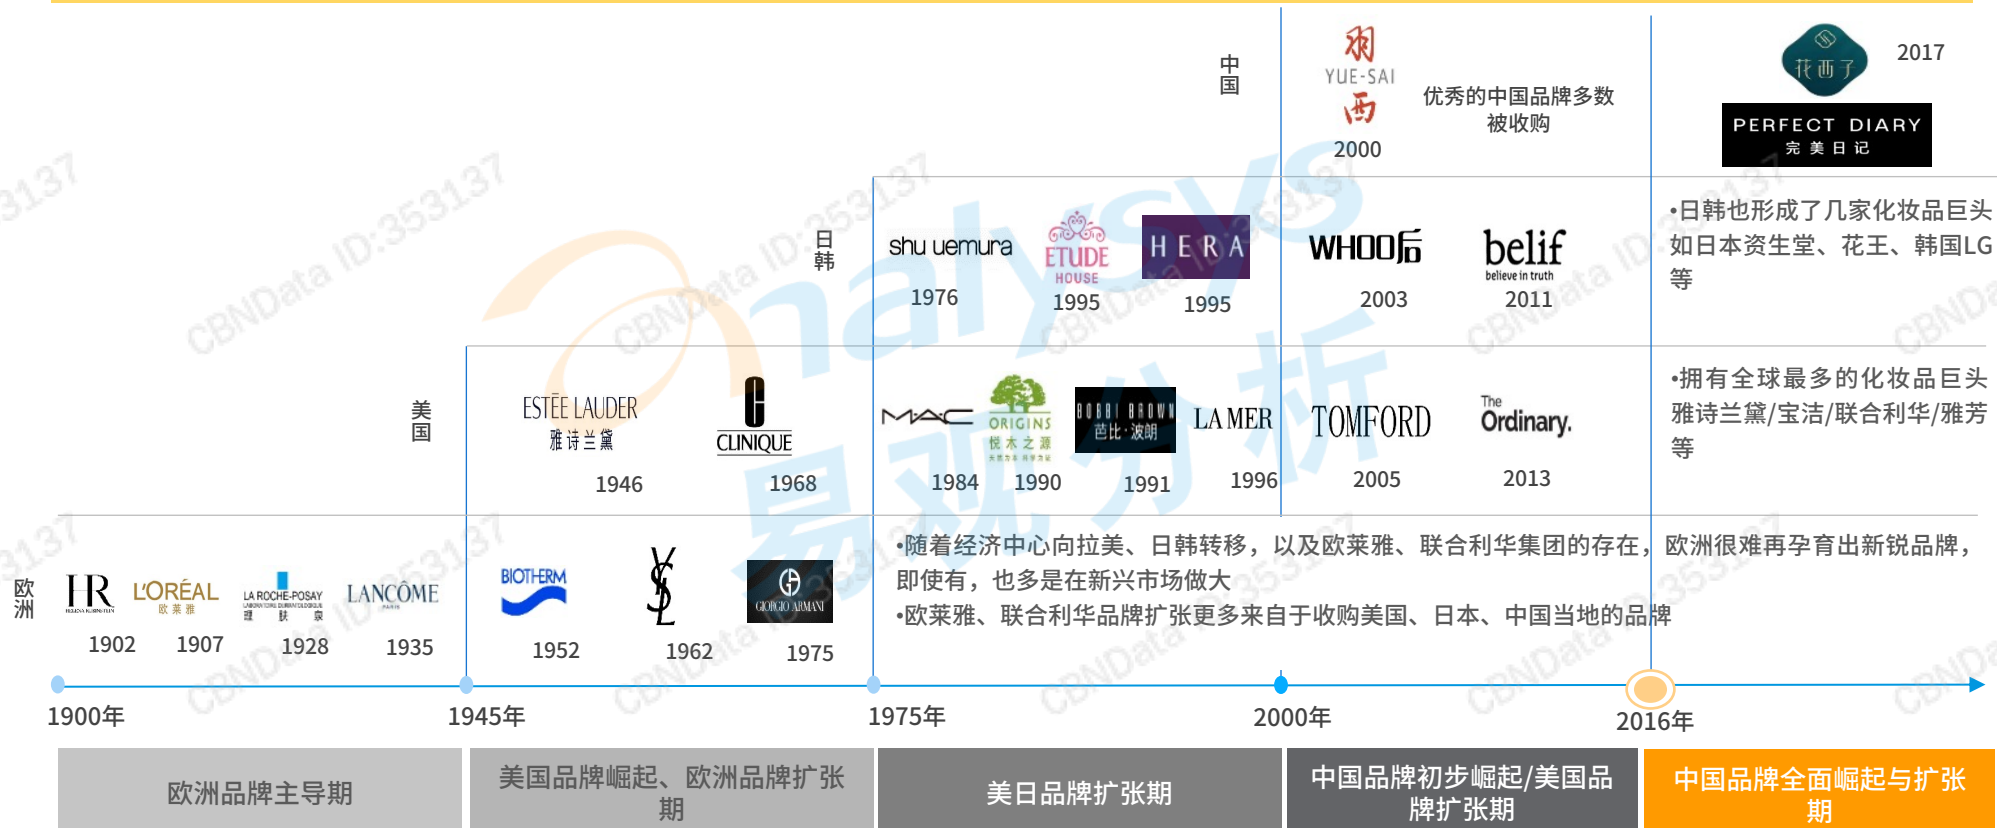 中国
羽
YUE-SAI
西
2000
优秀的中国品牌多数
被收购
花西子
2017
PERFECT DIARY
完美日记
日韩
shu uemura
1976
ETUDE
HOUSE
1995
HERA
1995
WHOO后
2003
belif
believe in truth
2011
•日韩也形成了几家化妆品巨头
如日本资生堂、花王、韩国LG
等
美国
ESTĒE LAUDER
雅诗兰黛
1946
CLINIQUE
1968
M·A·C
1984
ORIGINS
悦木之源
1990
BOBBI BROWN
芭比·波朗
1991
LA MER
1996
TOMFORD
2005
The
Ordinary.
2013
•拥有全球最多的化妆品巨头
雅诗兰黛/宝洁/联合利华/雅芳
等
欧洲
HR
HELENA RUBINSTEIN
1902
L'ORÉAL
欧莱雅
1907
LA ROCHE-POSAY
LABORATOIRE DERMATOLOGIQUE
理肤泉
1928
LANCÔME
PARIS
1935
BIOTHERM
1952
YSL
1962
GIORGIO ARMANI
1975
•随着经济中心向拉美、日韩转移，以及欧莱雅、联合利华集团的存在，欧洲很难再孕育出新锐品牌，
即使有，也多是在新兴市场做大
•欧莱雅、联合利华品牌扩张更多来自于收购美国、日本、中国当地的品牌
1900年
1945年
1975年
2000年
2016年
欧洲品牌主导期
美国品牌崛起、欧洲品牌扩张
期
美日品牌扩张期
中国品牌初步崛起/美国品
牌扩张期
中国品牌全面崛起与扩张
期
analysys
易观分析
CBNData ID:353137